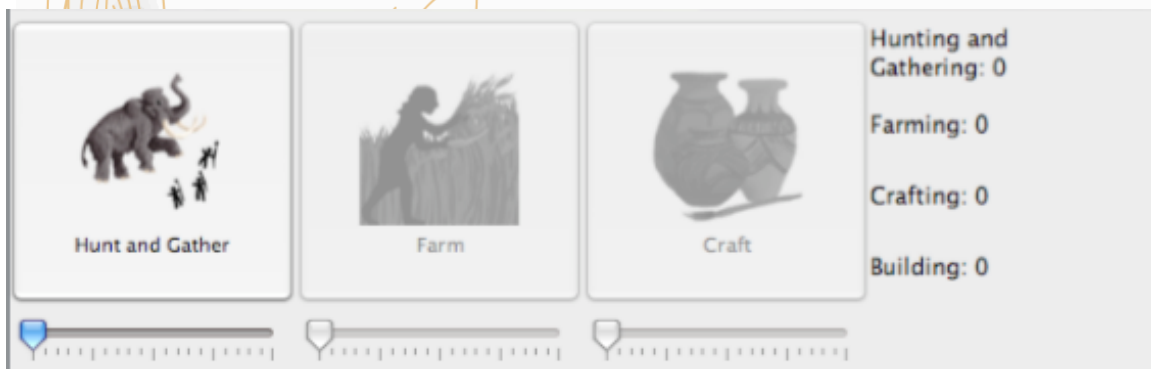 Hunting and
Gathering: 0
Farming: 0
Crafting: 0
Building: 0
Hunt and Gather
Farm
Craft